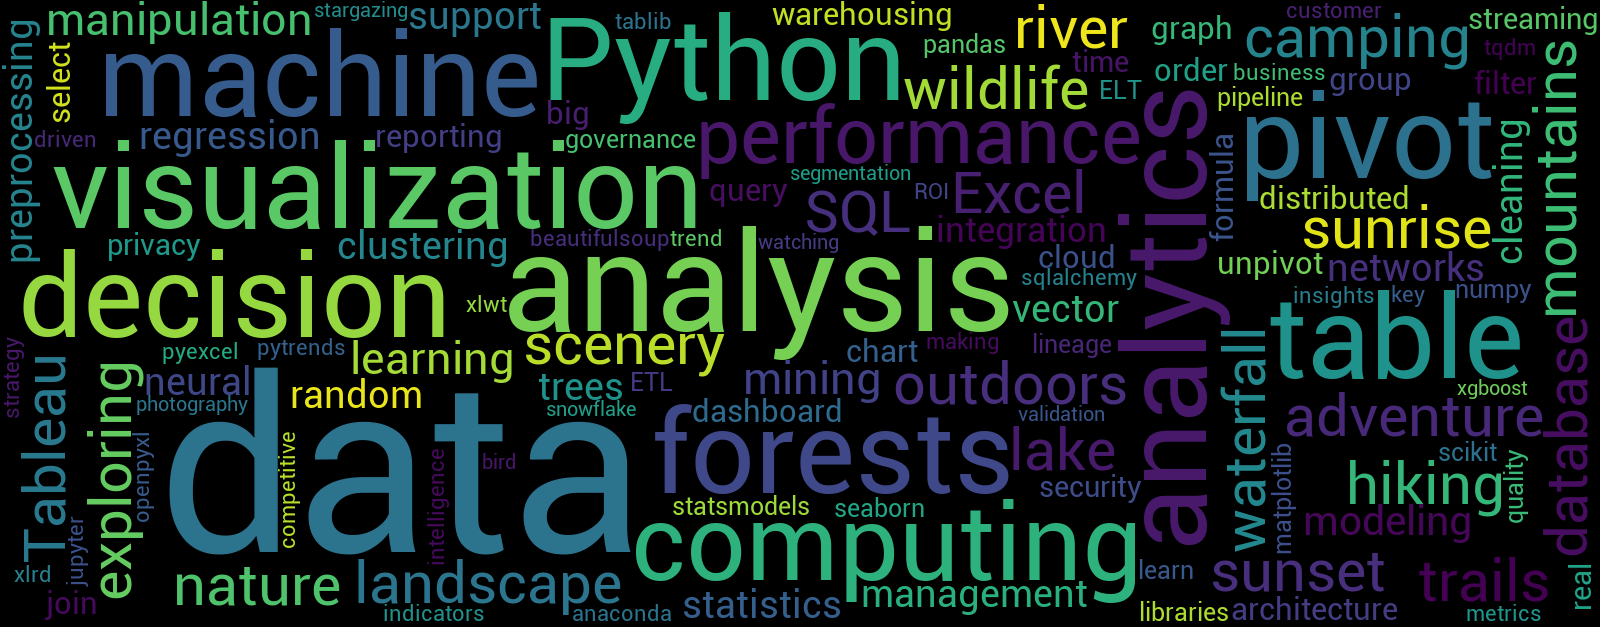 manipulation
stargazing
support
tablib
warehousing
river
graph
customer
streaming
machine
Python
pandas
time
camping
tqdm
preprocessing
select
big
wildlife
ELT
order
business
group
filter
mountains
pipeline
driven
regression
reporting
governance
performance
analytics
pivot
visualization
segmentation
query
ROI
Excel
SQL
formula
distributed
cleaning
privacy
clustering
beautifulsoup
trend
watching
integration
sunrise
decision
analysis
cloud
sqlalchemy
unpivot
networks
xlwt
vector
insights
key
numpy
table
strategy
Tableau
pyexcel
pytrends
learning
scenery
chart
making
lineage
waterfall
database
exploring
neural
random
trees
ETL
mining
outdoors
xgboost
photography
data
snowflake
dashboard
validation
adventure
openpyxl
competitive
intelligence
bird
forests
lake
matplotlib
scikit
security
hiking
quality
statsmodels
seaborn
modeling
jupyter
computing
xlrd
nature
landscape
learn
sunset
trails
real
join
indicators
anaconda
statistics
management
libraries
architecture
metrics